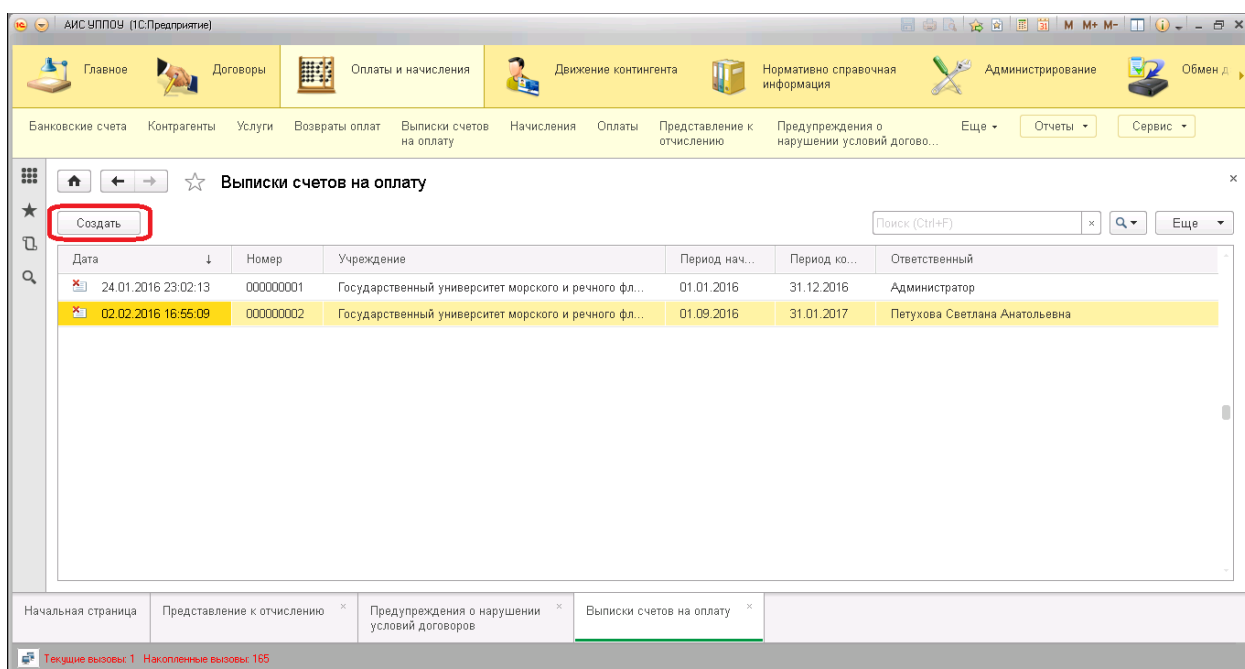 АИС УППОУ (1С:Предприятие)
M M+ M-
Главное Договоры Оплаты и начисления Движение контингента Нормативно справочная информация Администрирование Обмен д
Банковские счета Контрагенты Услуги Возвраты оплат Выписки счетов на оплату Начисления Оплаты Представление к отчислению Предупреждения о нарушении условий догово... Еще Отчеты Сервис
Выписки счетов на оплату
Создать Поиск (Ctrl+F) Еще
Дата Номер Учреждение Период нач... Период ко... Ответственный
24.01.2016 23:02:13 000000001 Государственный университет морского и речного фл... 01.01.2016 31.12.2016 Администратор
02.02.2016 16:55:09 000000002 Государственный университет морского и речного фл... 01.09.2016 31.01.2017 Петухова Светлана Анатольевна
Начальная страница Представление к отчислению Предупреждения о нарушении условий договоров Выписки счетов на оплату
Текущие вызовы: 1 Накопленные вызовы: 165